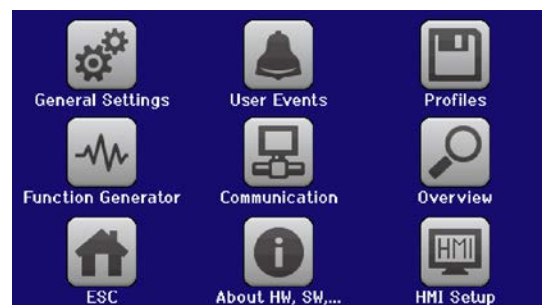 General Settings
User Events
Profiles
Function Generator
Communication
Overview
HMI
ESC
About HW, SW,...
HMI Setup